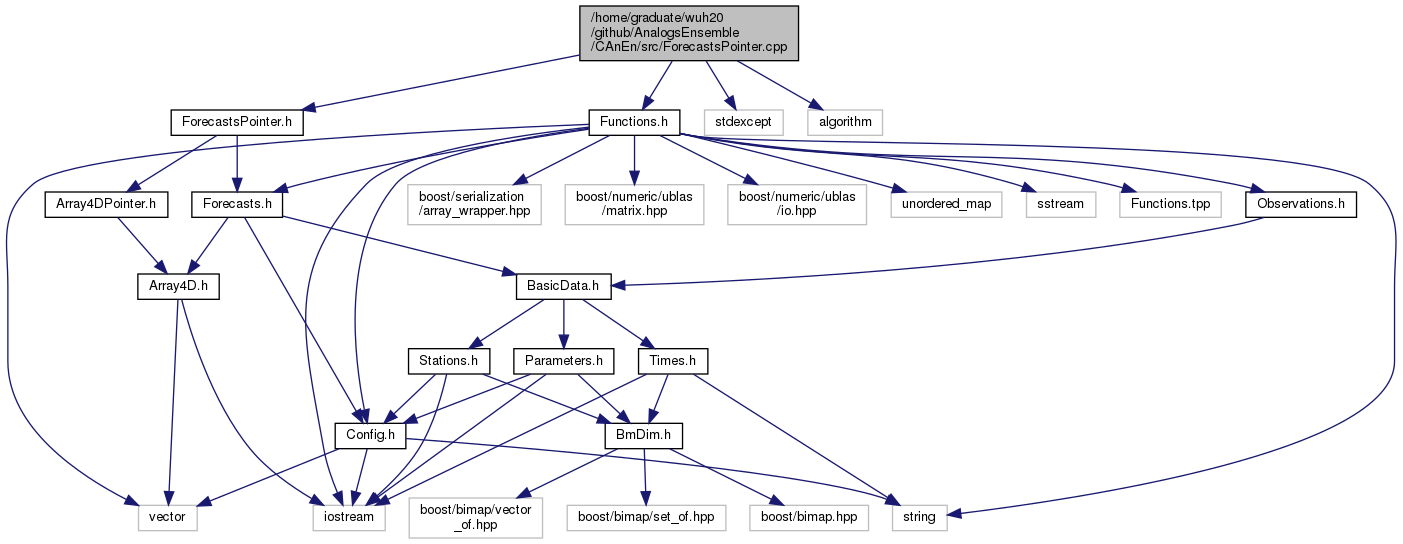 /home/graduate/wuh20
/github/AnalogsEnsemble
/CAnEn/src/ForecastsPointer.cpp
ForecastsPointer.h
Functions.h
stdexcept
algorithm
Array4DPointer.h
Forecasts.h
boost/serialization
/array_wrapper.hpp
boost/numeric/ublas
/matrix.hpp
boost/numeric/ublas
/io.hpp
unordered_map
sstream
Functions.tpp
Observations.h
Array4D.h
BasicData.h
Stations.h
Parameters.h
Times.h
Config.h
BmDim.h
vector
iostream
boost/bimap/vector
_of.hpp
boost/bimap/set_of.hpp
boost/bimap.hpp
string